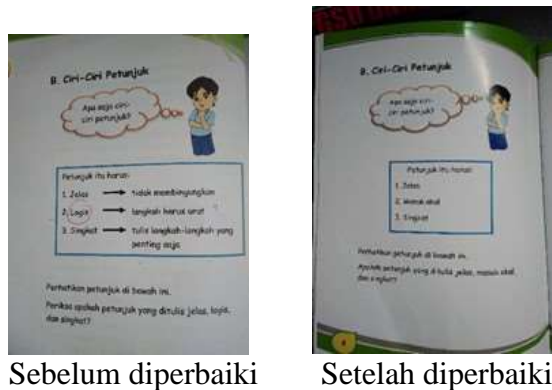 B. Ciri-Ciri Petunjuk
Apa saja ciri-
ciri petunjuk?
Petunjuk itu harus:
1. Jelas → tidak membingungkan
2. Logis → langkah harus urut
3. Singkat → tulis langkah-langkah yang
penting saja
Perhatikan petunjuk di bawah ini.
Periksa apakah petunjuk yang ditulis jelas, logis,
dan singkat?
Sebelum diperbaiki
B. Ciri-Ciri Petunjuk
Apa saja ciri-
ciri petunjuk?
Petunjuk itu harus:
1. Jelas
2. Masuk akal
3. Singkat
Perhatikan petunjuk di bawah ini.
Apakah petunjuk yang ditulis jelas, masuk akal,
dan singkat?
Setelah diperbaiki